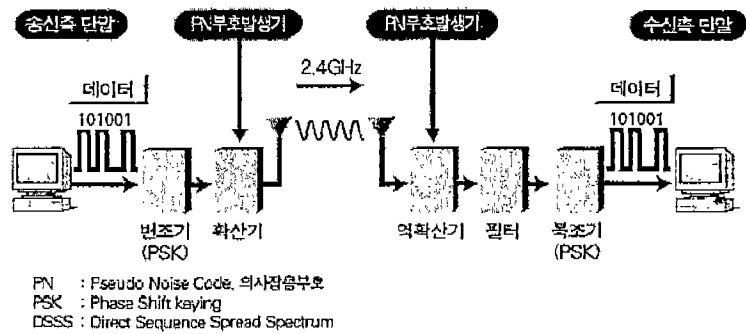 송신측 단말
PN부호발생기
PN부호발생기
수신측 단말
2.4GHz
데이터
데이터
101001
101001
변조기
(PSK)
확산기
역확산기
필터
복조기
(PSK)
PN : Pseudo Noise Code, 의사잡음부호
PSK : Phase Shift keying
DSSS : Direct Sequence Spread Spectrum